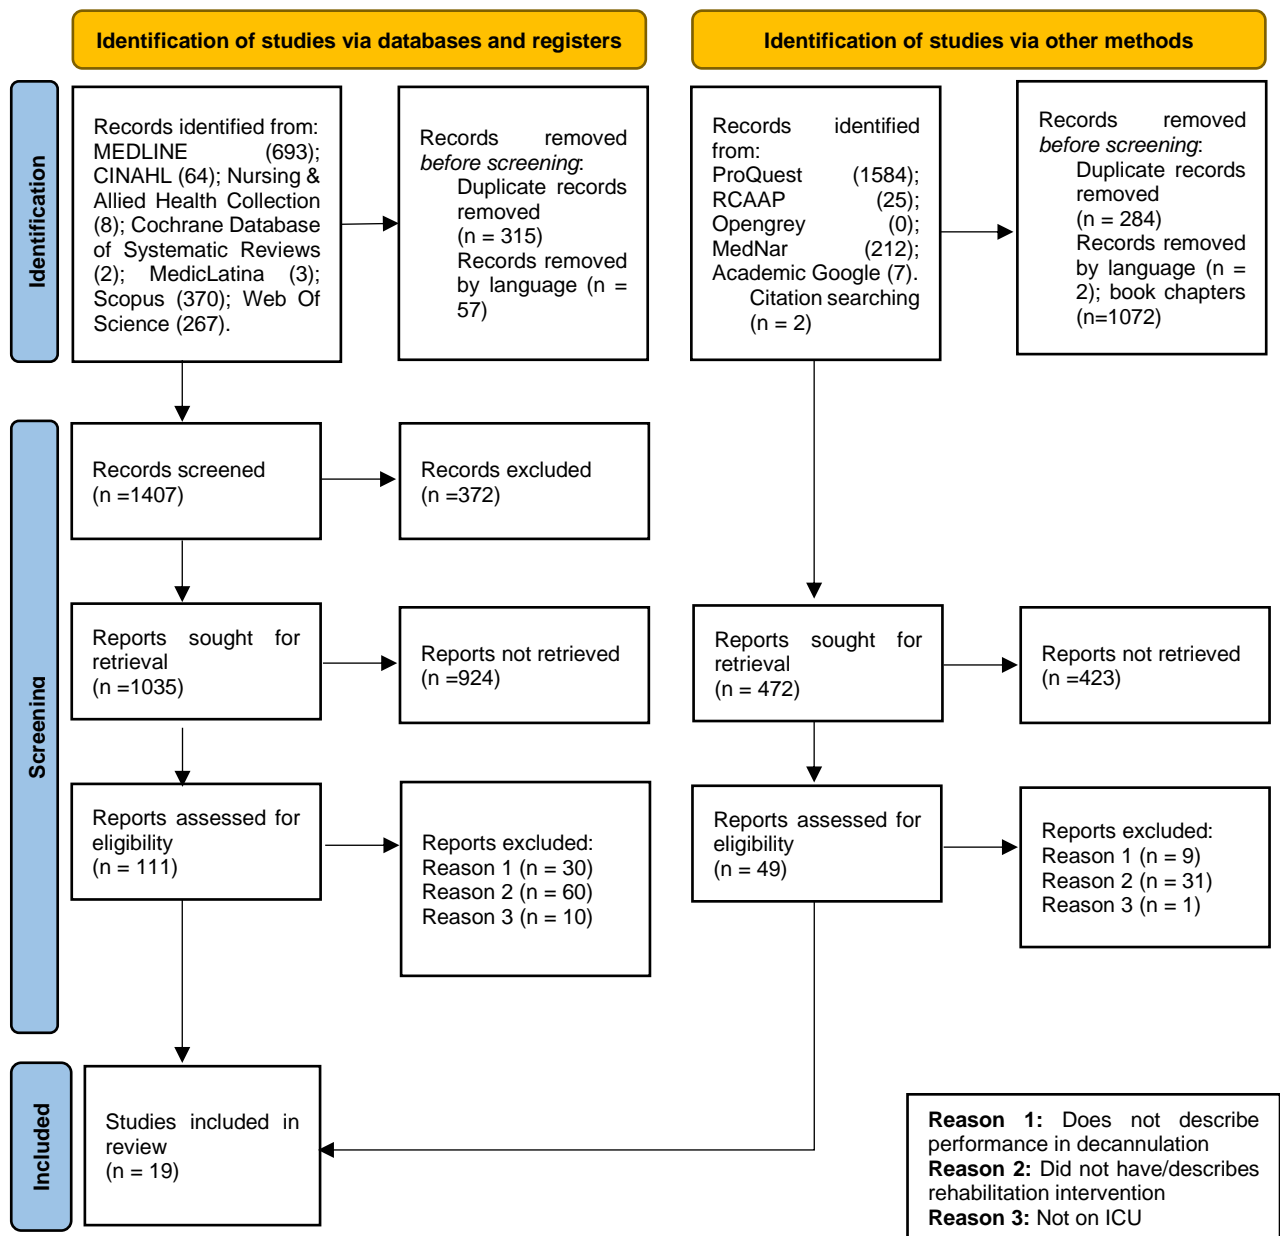 Identification of studies via databases and registers
Identification of studies via other methods
Identification
Records identified from:
MEDLINE (693);
CINAHL (64); Nursing &
Allied Health Collection
(8); Cochrane Database
of Systematic Reviews
(2); MedicLatina (3);
Scopus (370); Web Of
Science (267).
Records removed
before screening:
Duplicate records
removed
(n = 315)
Records removed
by language (n =
57)
Records identified
from:
ProQuest (1584);
RCAAP (25);
Opengrey (0);
MedNar (212);
Academic Google (7).
Citation searching
(n = 2)
Records removed
before screening:
Duplicate records
removed
(n = 284)
Records removed
by language (n =
2); book chapters
(n=1072)
Screening
Records screened
(n =1407)
Records excluded
(n =372)
Reports sought for
retrieval
(n =1035)
Reports not retrieved
(n =924)
Reports sought for
retrieval
(n = 472)
Reports not retrieved
(n =423)
Reports assessed for
eligibility
(n = 111)
Reports excluded:
Reason 1 (n = 30)
Reason 2 (n = 60)
Reason 3 (n = 10)
Reports assessed for
eligibility
(n = 49)
Reports excluded:
Reason 1 (n = 9)
Reason 2 (n = 31)
Reason 3 (n = 1)
Included
Studies included in
review
(n = 19)
Reason 1: Does not describe
performance in decannulation
Reason 2: Did not have/describes
rehabilitation intervention
Reason 3: Not on ICU